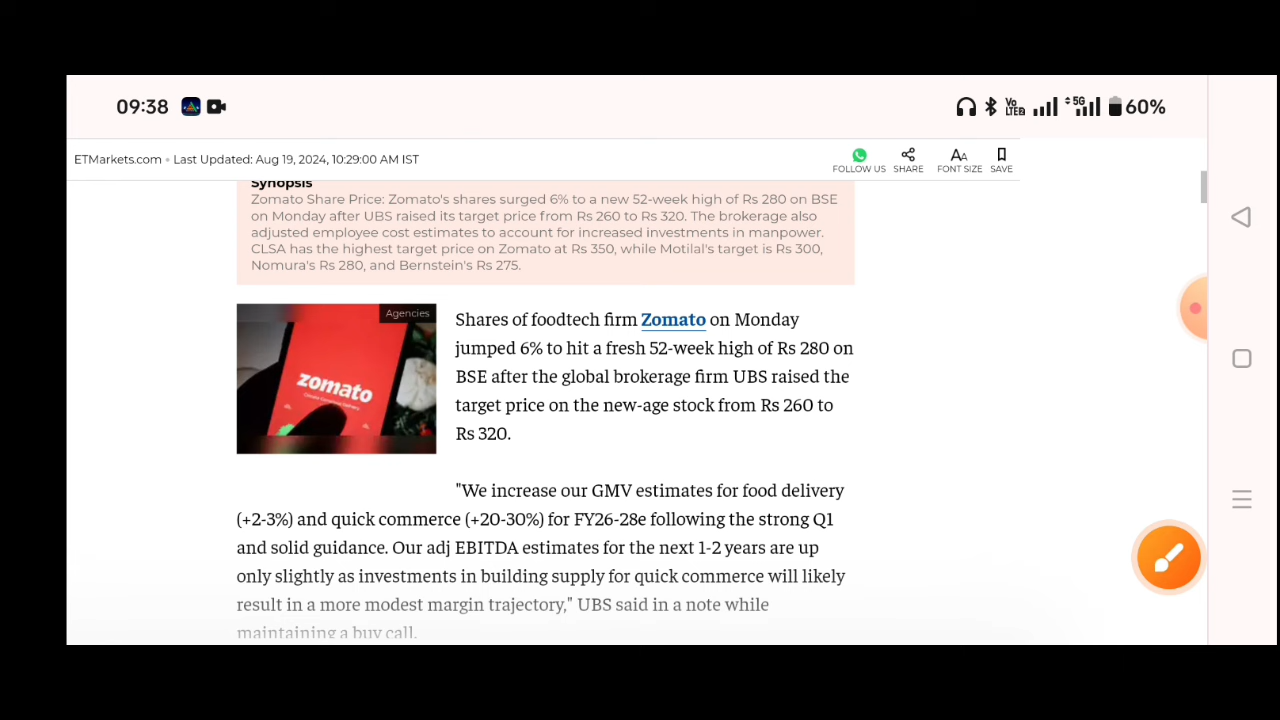 09:38
Vo
LTE2
5G
60%
ETMarkets.com • Last Updated: Aug 19, 2024, 10:29:00 AM IST
FOLLOW US SHARE FONT SIZE SAVE
Synopsis
Zomato Share Price: Zomato's shares surged 6% to a new 52-week high of Rs 280 on BSE
on Monday after UBS raised its target price from Rs 260 to Rs 320. The brokerage also
adjusted employee cost estimates to account for increased investments in manpower.
CLSA has the highest target price on Zomato at Rs 350, while Motilal's target is Rs 300,
Nomura's Rs 280, and Bernstein's Rs 275.
Agencies
zomato
Shares of foodtech firm Zomato on Monday
jumped 6% to hit a fresh 52-week high of Rs 280 on
BSE after the global brokerage firm UBS raised the
target price on the new-age stock from Rs 260 to
Rs 320.
"We increase our GMV estimates for food delivery
(+2-3%) and quick commerce (+20-30%) for FY26-28e following the strong Q1
and solid guidance. Our adj EBITDA estimates for the next 1-2 years are up
only slightly as investments in building supply for quick commerce will likely
result in a more modest margin trajectory," UBS said in a note while
maintaining a buy call.